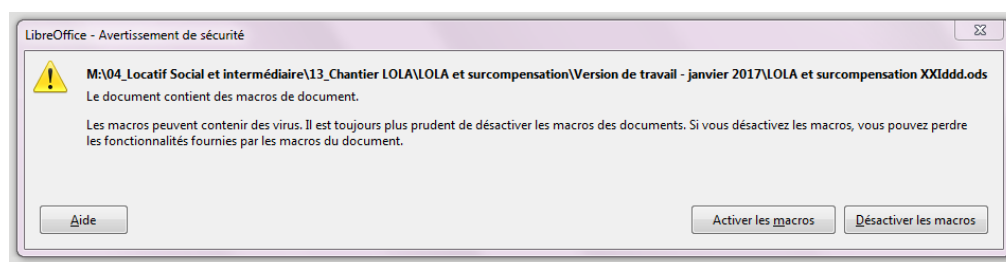 LibreOffice - Avertissement de sécurité
M:\04_Locatif Social et intermédiaire\13_Chantier LOLA\LOLA et surcompensation\Version de travail - janvier 2017\LOLA et surcompensation XXIddd.ods
Le document contient des macros de document.
Les macros peuvent contenir des virus. Il est toujours plus prudent de désactiver les macros des documents. Si vous désactivez les macros, vous pouvez perdre
les fonctionnalités fournies par les macros du document.
Aide
Activer les macros
Désactiver les macros